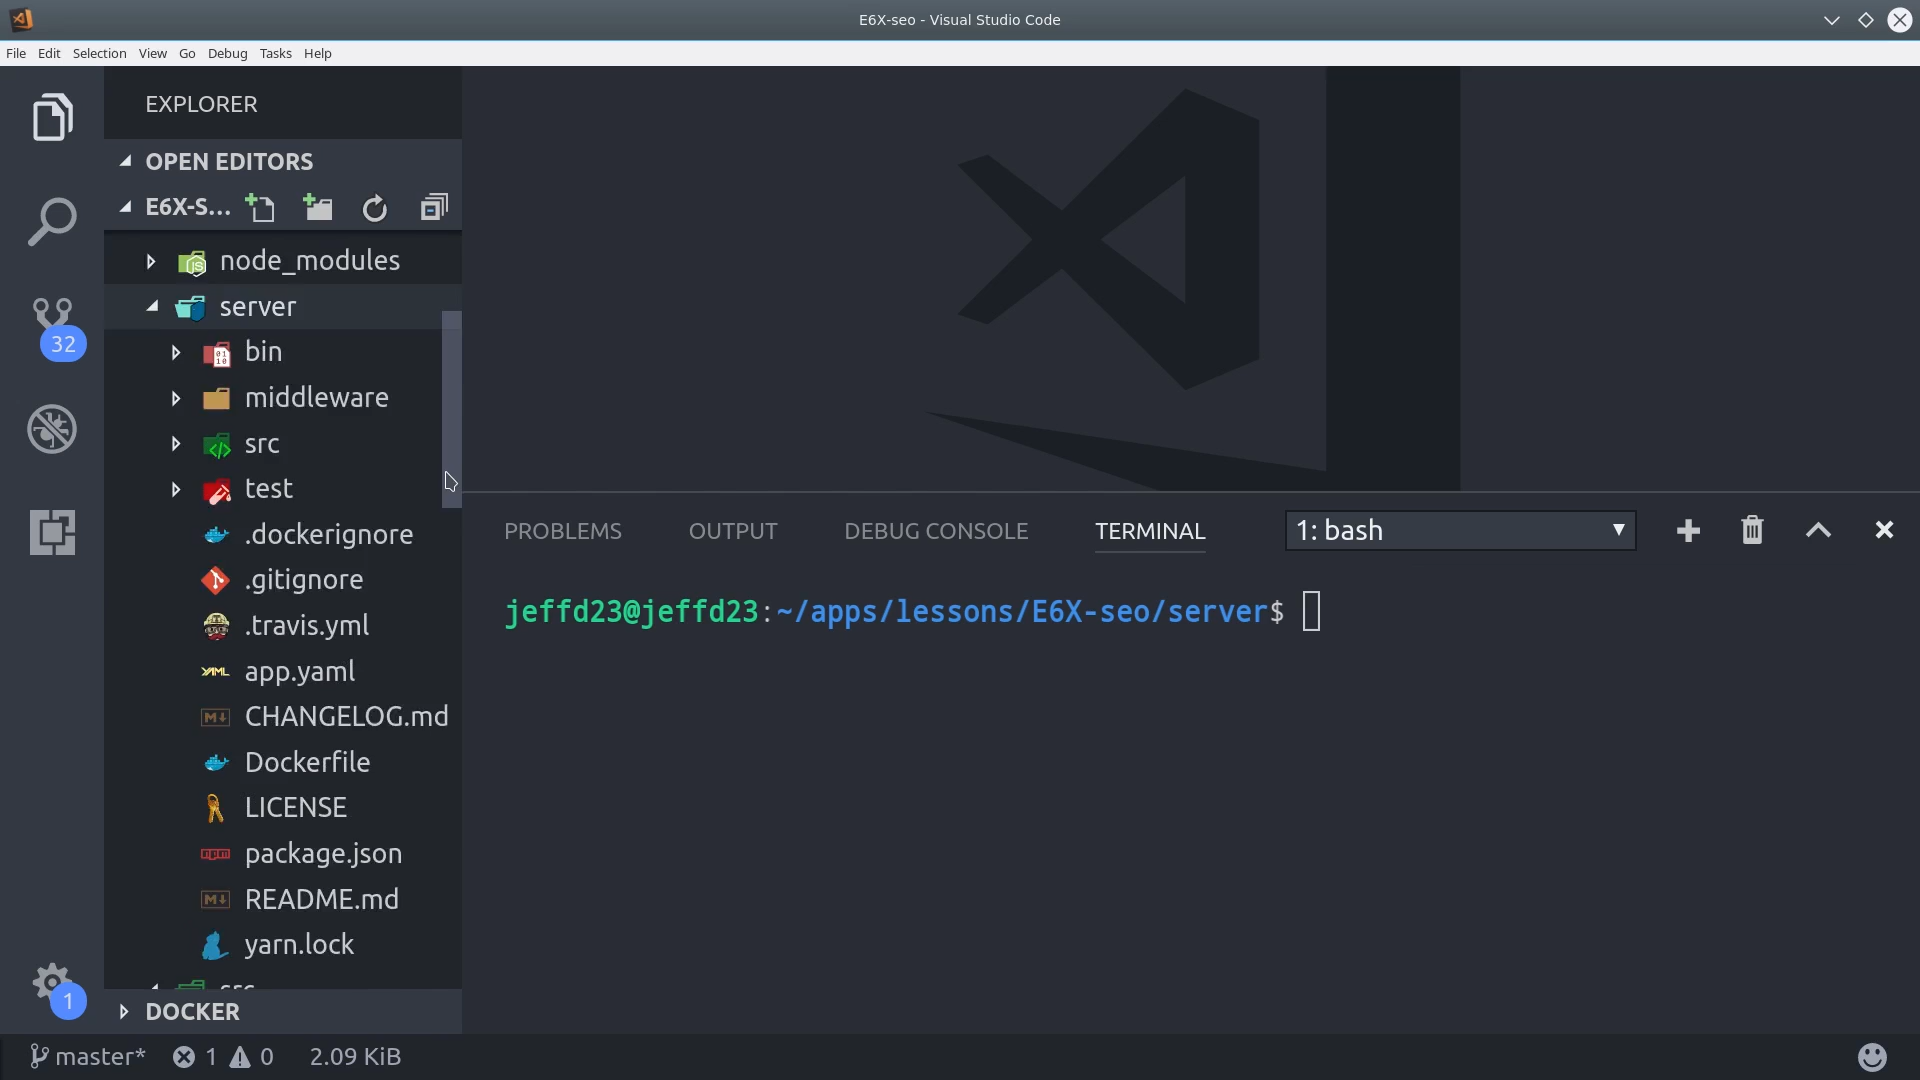 E6X-seo - Visual Studio Code
File Edit Selection View Go Debug Tasks Help
EXPLORER
OPEN EDITORS
E6X-S...
node_modules
server
bin
middleware
src
test
.dockerignore
.gitignore
.travis.yml
app.yaml
CHANGELOG.md
Dockerfile
LICENSE
package.json
README.md
yarn.lock
src
DOCKER
32
1
PROBLEMS OUTPUT DEBUG CONSOLE TERMINAL 1: bash
jeffd23@jeffd23:~/apps/lessons/E6X-seo/server$
master* 1 0 2.09 KiB